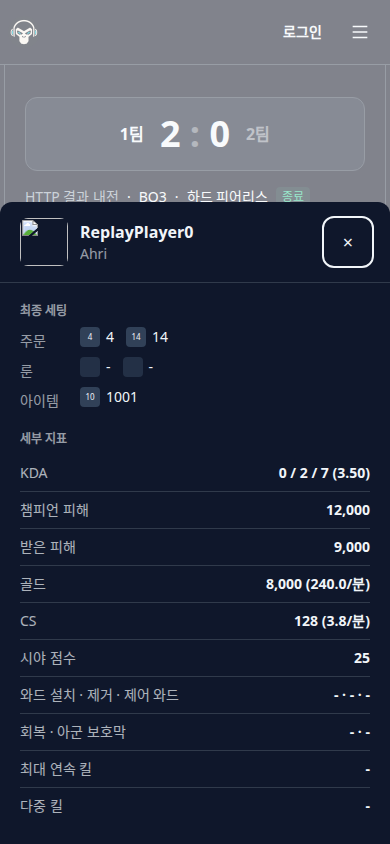 로그인
1팀 2 : 0 2팀
HTTP 결과 내전 · BO3 · 하드 피어리스 종료
ReplayPlayer0
Ahri
×
최종 세팅
주문 4 4 14 14
룬 - -
아이템 10 1001
세부 지표
KDA 0 / 2 / 7 (3.50)
챔피언 피해 12,000
받은 피해 9,000
골드 8,000 (240.0/분)
CS 128 (3.8/분)
시야 점수 25
와드 설치 · 제거 · 제어 와드 - · - · -
회복 · 아군 보호막 - · -
최대 연속 킬 -
다중 킬 -